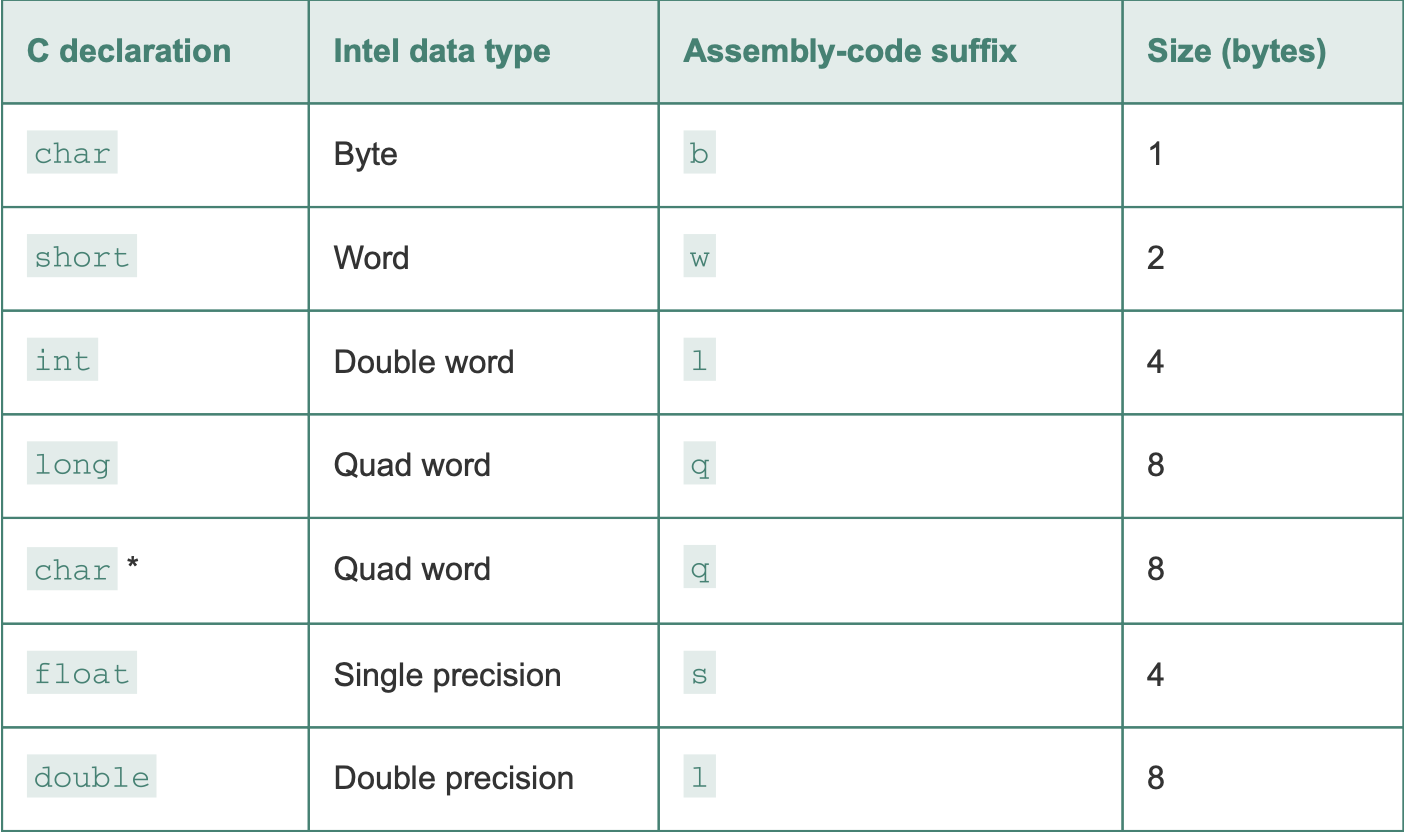 C declaration Intel data type Assembly-code suffix Size (bytes)
char Byte b 1
short Word w 2
int Double word l 4
long Quad word q 8
char * Quad word q 8
float Single precision s 4
double Double precision l 8